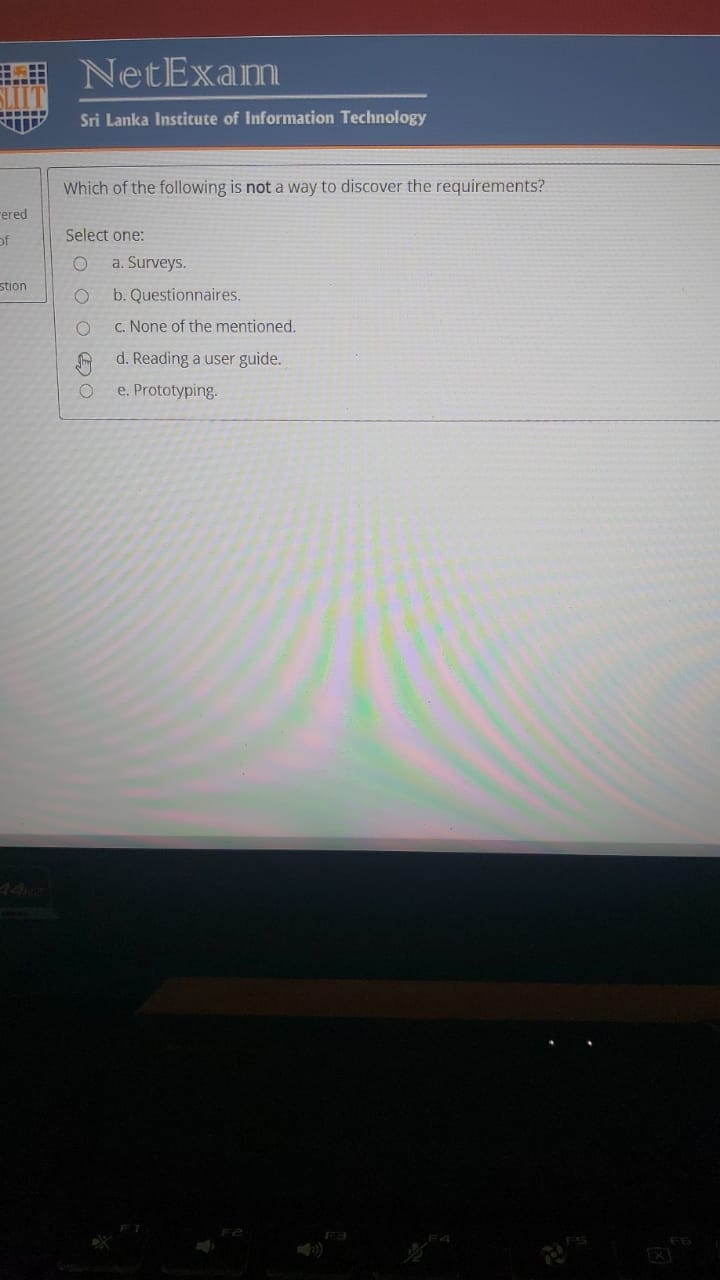 NetExam
SLIIT
Sri Lanka Institute of Information Technology
ered
of
stion
Which of the following is not a way to discover the requirements?
Select one:
a. Surveys.
b. Questionnaires.
c. None of the mentioned.
d. Reading a user guide.
e. Prototyping.
F1
F2
F3
F4
F5
F6